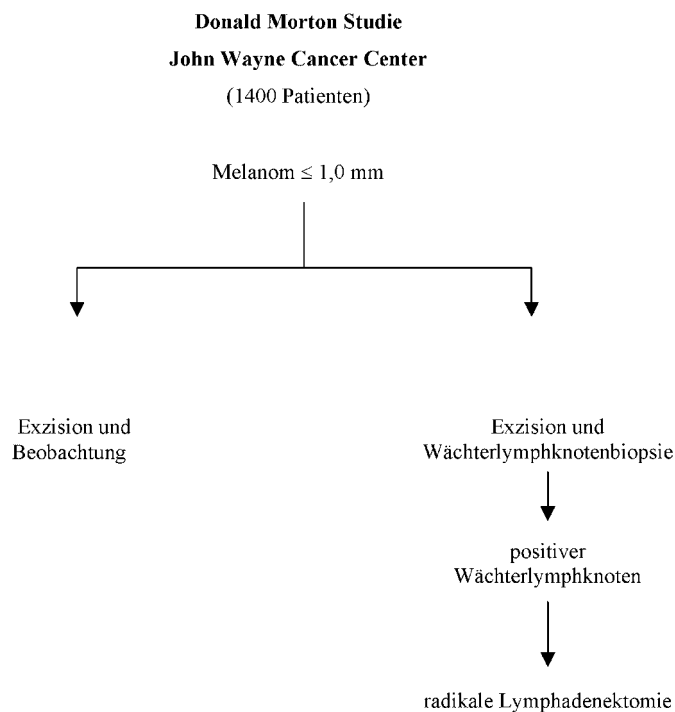 Donald Morton Studie
John Wayne Cancer Center
(1400 Patienten)
Melanom ≤ 1,0 mm
Exzision und
Beobachtung
Exzision und
Wächterlymphknotenbiopsie
positiver
Wächterlymphknoten
radikale Lymphadenektomie